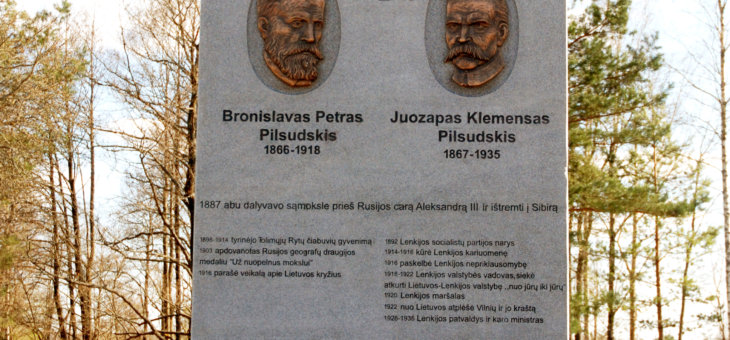 Bronislavas Petras
Pilsudskis
1866-1918
Juozapas Klemensas
Pilsudskis
1867-1935
1887 abu dalyvavo sąmoksle prieš Rusijos carą Aleksandrą III ir ištremti į Sibirą
1896-1914 tyrinėjo Tolimųjų Rytų čiabuvių gyvenimą
1903 apdovanotas Rusijos geografų draugijos
medaliu "Už nuopelnus mokslui"
1916 parašė veikalą apie Lietuvos kryžius
1892 Lenkijos socialistų partijos narys
1914-1916 kūrė Lenkijos kariuomenę
1918 paskelbė Lenkijos nepriklausomybę
1918-1922 Lenkijos valstybės vadovas,siekė
atkurti Lietuvos-Lenkijos valstybę ,,nuo jūrų iki jūrų"
1920 Lenkijos maršalas
1922 nuo Lietuvos atplėšė Vilnių ir jo kraštą
1926-1935 Lenkijos patvaldys ir karo ministras